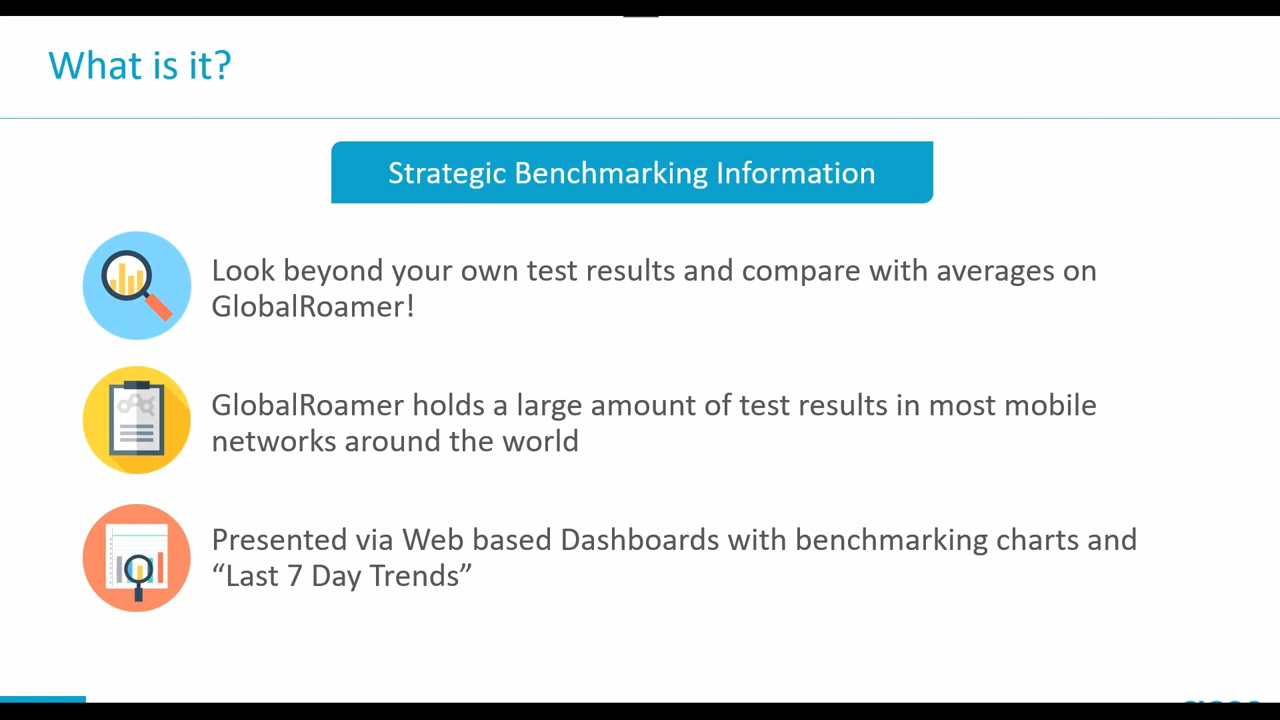 What is it?
Strategic Benchmarking Information
Look beyond your own test results and compare with averages on
GlobalRoamer!
GlobalRoamer holds a large amount of test results in most mobile
networks around the world
Presented via Web based Dashboards with benchmarking charts and
“Last 7 Day Trends”